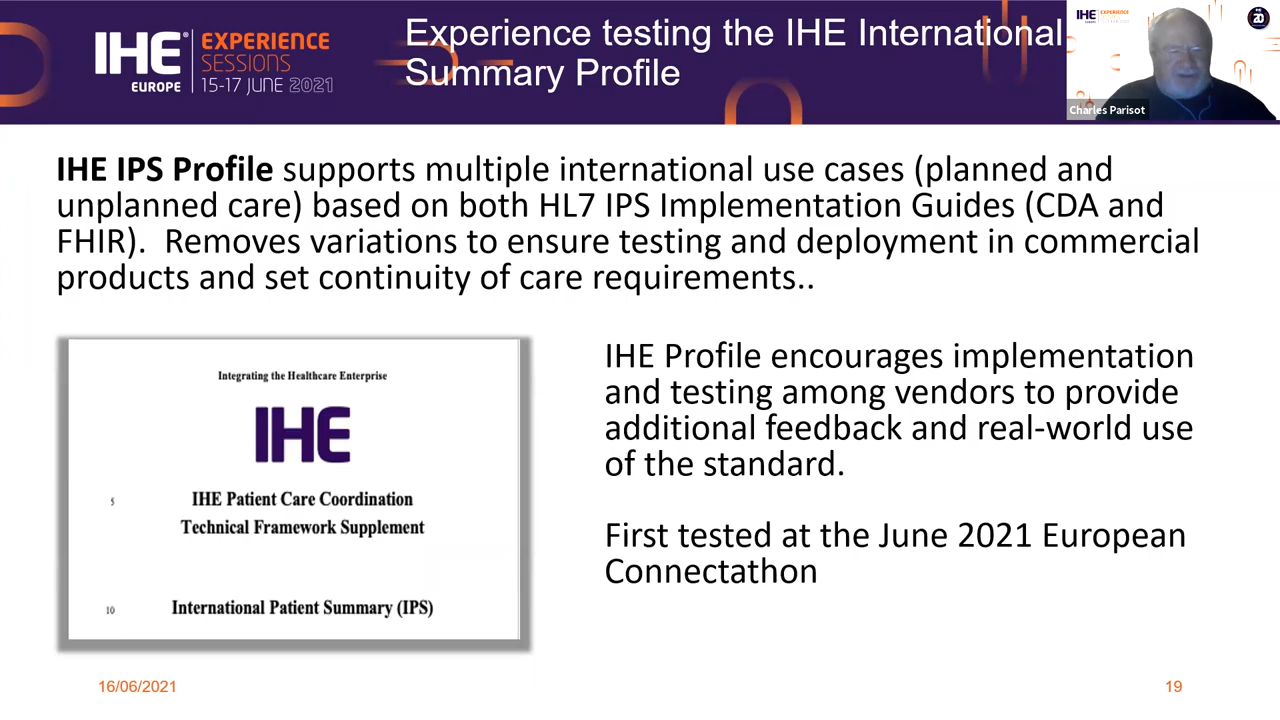 IHE®
EUROPE
EXPERIENCE
SESSIONS
15-17 JUNE 2021
Experience testing the IHE International
Summary Profile
IHE
EXPERIENCE
20
Charles Parisot
IHE IPS Profile supports multiple international use cases (planned and
unplanned care) based on both HL7 IPS Implementation Guides (CDA and
FHIR).  Removes variations to ensure testing and deployment in commercial
products and set continuity of care requirements..
Integrating the Healthcare Enterprise
IHE
5 IHE Patient Care Coordination
Technical Framework Supplement
10 International Patient Summary (IPS)
IHE Profile encourages implementation
and testing among vendors to provide
additional feedback and real-world use
of the standard.
First tested at the June 2021 European
Connectathon
16/06/2021
19